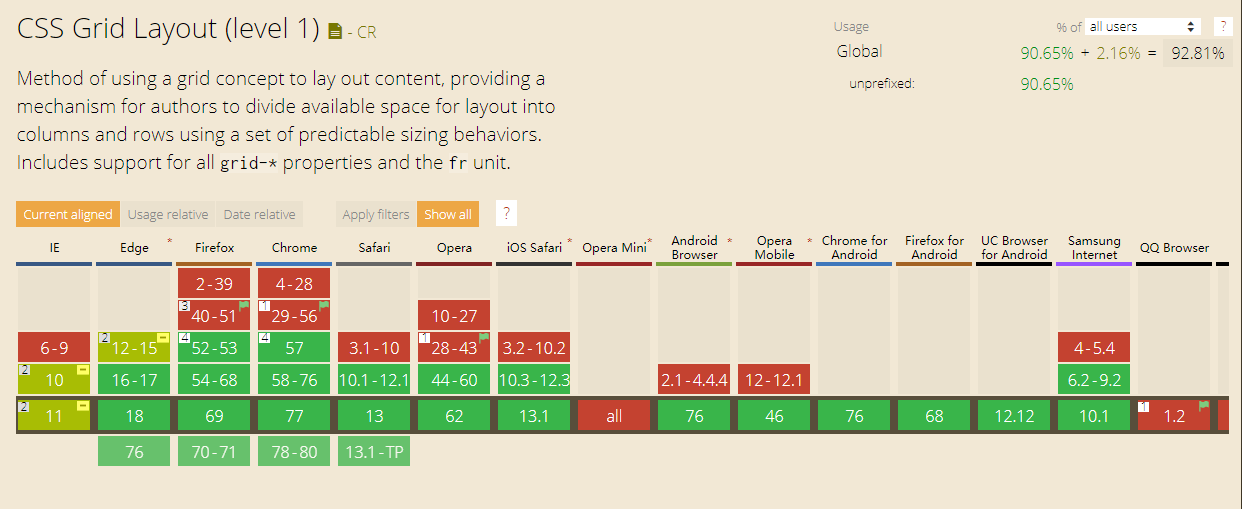 CSS Grid Layout (level 1) - CR
Usage % of all users ?
Global 90.65% + 2.16% = 92.81%
unprefixed: 90.65%
Method of using a grid concept to lay out content, providing a
mechanism for authors to divide available space for layout into
columns and rows using a set of predictable sizing behaviors.
Includes support for all grid-* properties and the fr unit.
Current aligned Usage relative Date relative Apply filters Show all ?
IE Edge * Firefox Chrome Safari Opera iOS Safari * Opera Mini * Android Browser * Opera Mobile * Chrome for Android Firefox for Android UC Browser for Android Samsung Internet QQ Browser
2-39 4-28
3 40-51 1 29-56 10-27
6-9 2 12-15 4 52-53 4 57 3.1-10 1 28-43 3.2-10.2 4-5.4
2 10 16-17 54-68 58-76 10.1-12.1 44-60 10.3-12.3 2.1-4.4.4 12-12.1 6.2-9.2
2 11 18 69 77 13 62 13.1 all 76 46 76 68 12.12 10.1 1 1.2
76 70-71 78-80 13.1-TP